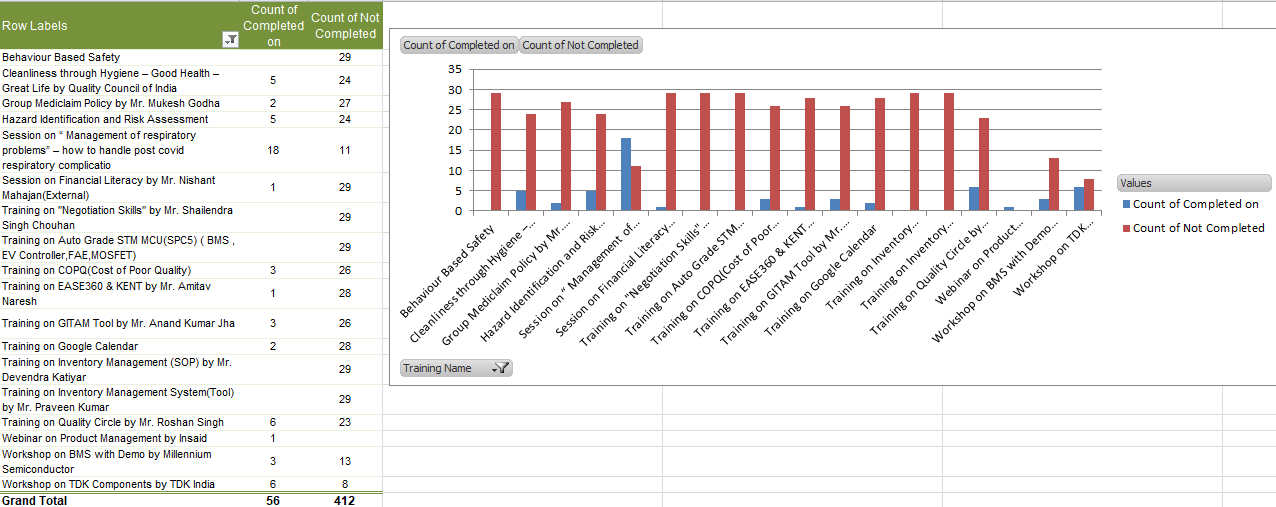 Row Labels
Count of Completed on
Count of Not Completed
Behaviour Based Safety 29
Cleanliness through Hygiene – Good Health –
Great Life by Quality Council of India 5 24
Group Mediclaim Policy by Mr. Mukesh Godha 2 27
Hazard Identification and Risk Assessment 5 24
Session on “ Management of respiratory
problems” – how to handle post covid 18 11
respiratory complicatio
Session on Financial Literacy by Mr. Nishant
Mahajan(External) 1 29
Training on "Negotiation Skills" by Mr. Shailendra
Singh Chouhan 29
Training on Auto Grade STM MCU(SPC5) ( BMS ,
EV Controller,FAE,MOSFET) 29
Training on COPQ(Cost of Poor Quality) 3 26
Training on EASE360 & KENT by Mr. Amitav
Naresh 1 28
Training on GITAM Tool by Mr. Anand Kumar Jha 3 26
Training on Google Calendar 2 28
Training on Inventory Management (SOP) by Mr.
Devendra Katiyar 29
Training on Inventory Management System(Tool)
by Mr. Praveen Kumar 29
Training on Quality Circle by Mr. Roshan Singh 6 23
Webinar on Product Management by Insaid 1
Workshop on BMS with Demo by Millennium
Semiconductor 3 13
Workshop on TDK Components by TDK India 6 8
Grand Total 56 412
Count of Completed on Count of Not Completed
35
30
25
20
15
10
5
0
Behaviour Based Safety
Cleanliness through Hygiene –...
Group Mediclaim Policy by Mr....
Hazard Identification and Risk...
Session on “ Management of...
Session on Financial Literacy...
Training on "Negotiation Skills"...
Training on Auto Grade STM...
Training on COPQ(Cost of Poor...
Training on EASE360 & KENT...
Training on GITAM Tool by Mr....
Training on Google Calendar
Training on Inventory...
Training on Inventory...
Training on Quality Circle by...
Webinar on Product...
Workshop on BMS with Demo...
Workshop on TDK...
Values
Count of Completed on
Count of Not Completed
Training Name